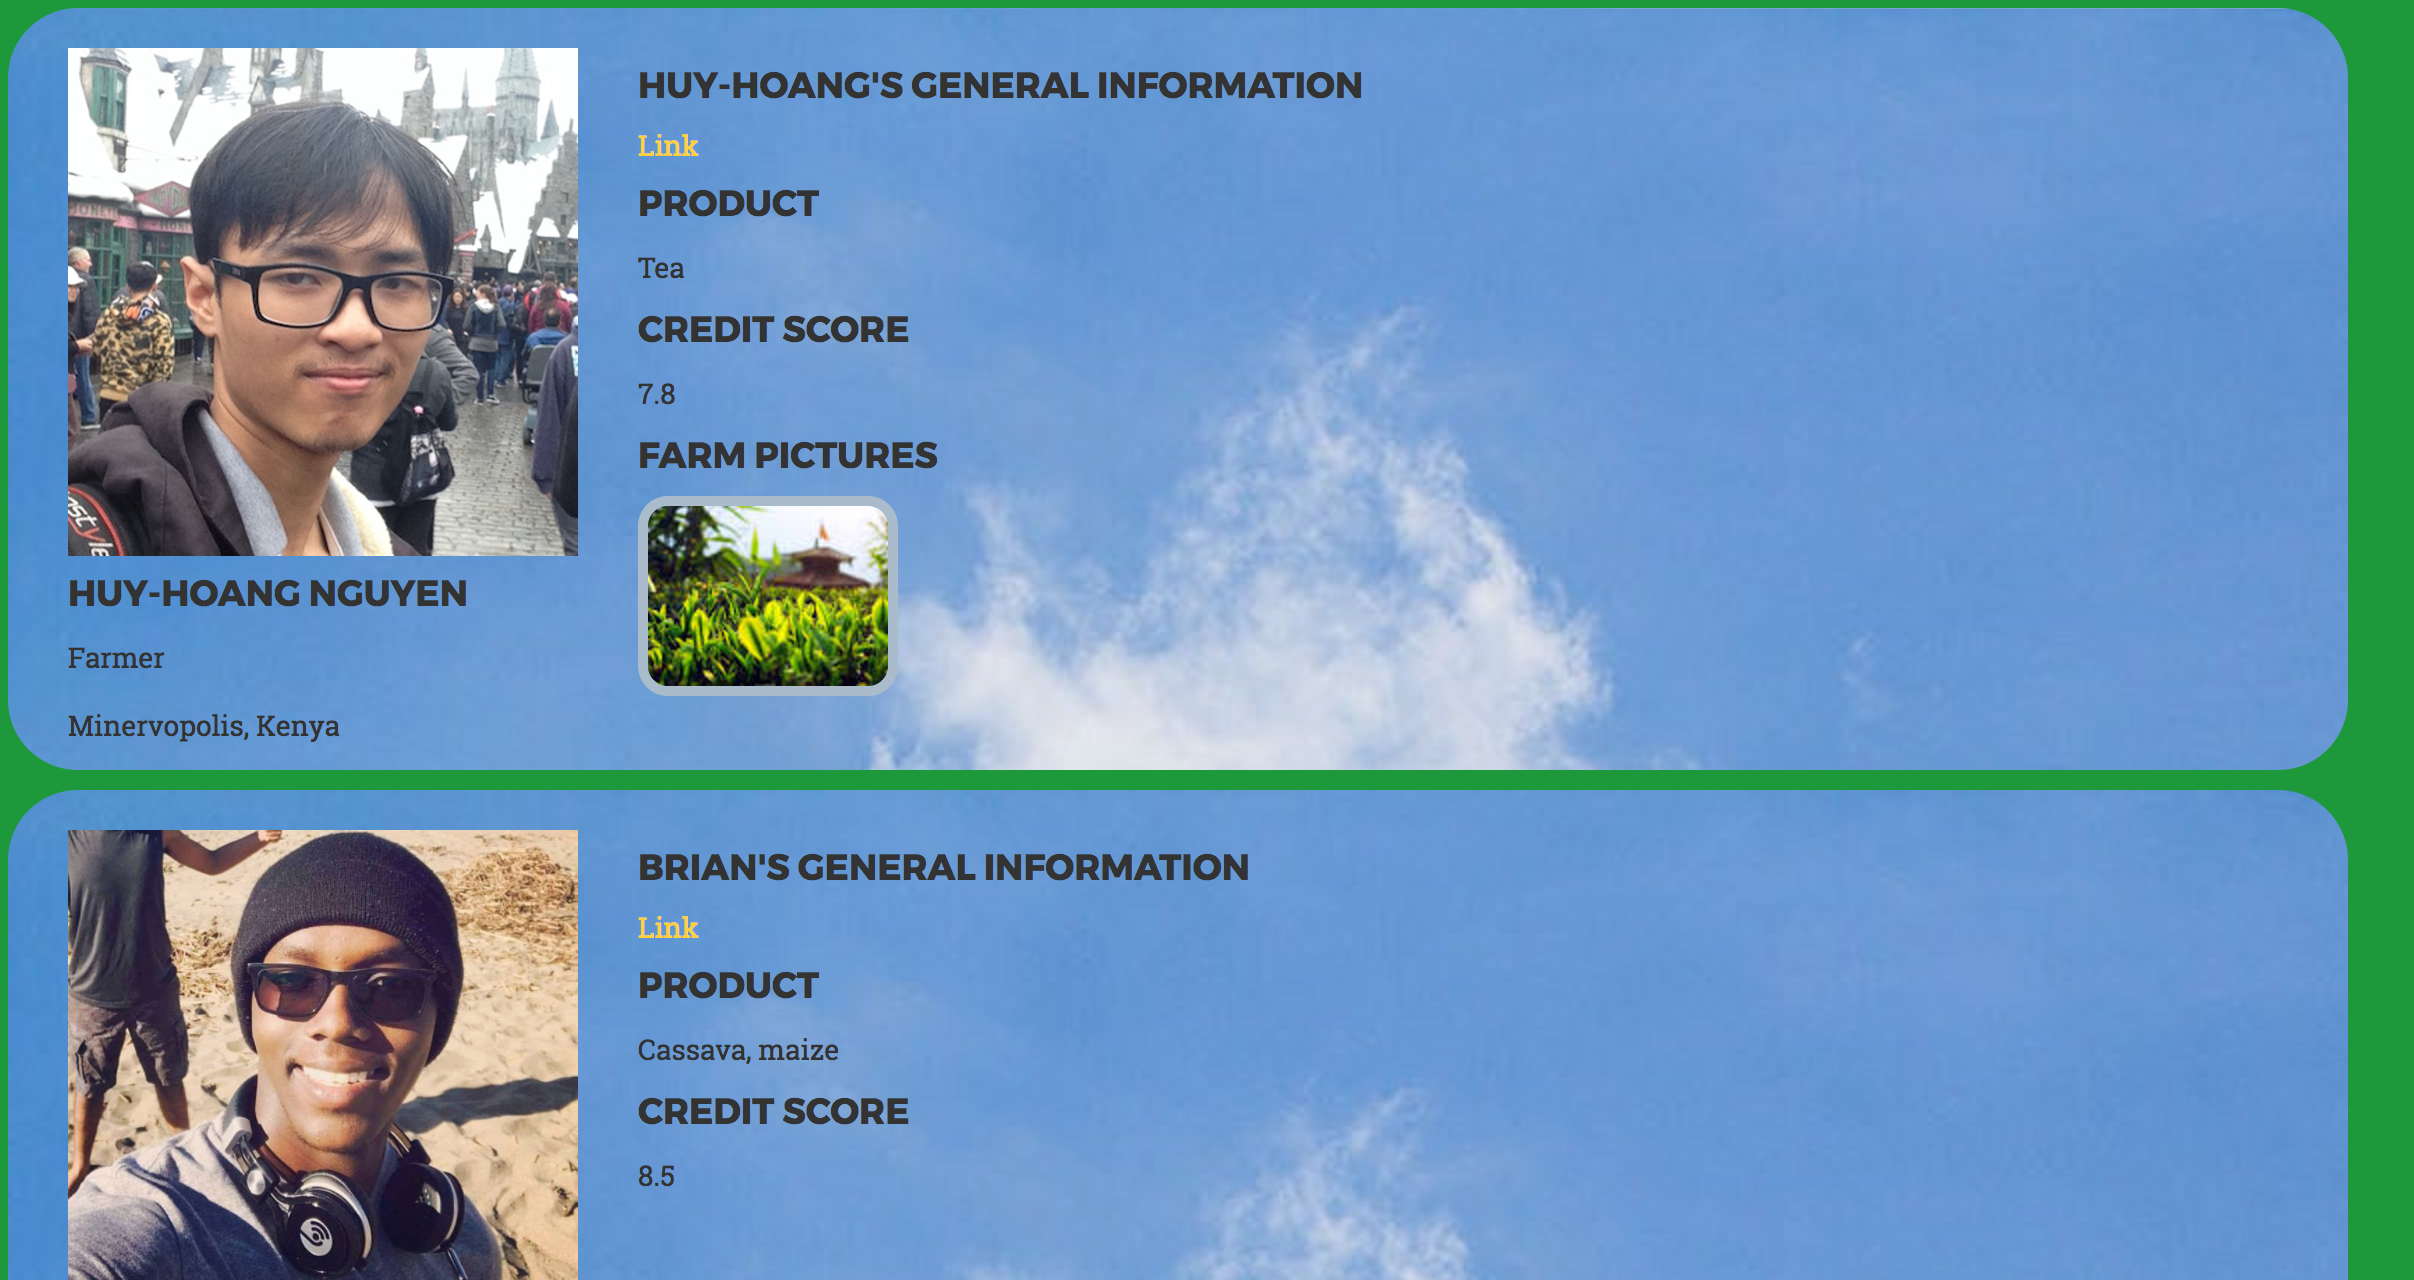 HUY-HOANG'S GENERAL INFORMATION
Link
PRODUCT
Tea
CREDIT SCORE
7.8
FARM PICTURES
HUY-HOANG NGUYEN
Farmer
Minervopolis, Kenya
BRIAN'S GENERAL INFORMATION
Link
PRODUCT
Cassava, maize
CREDIT SCORE
8.5